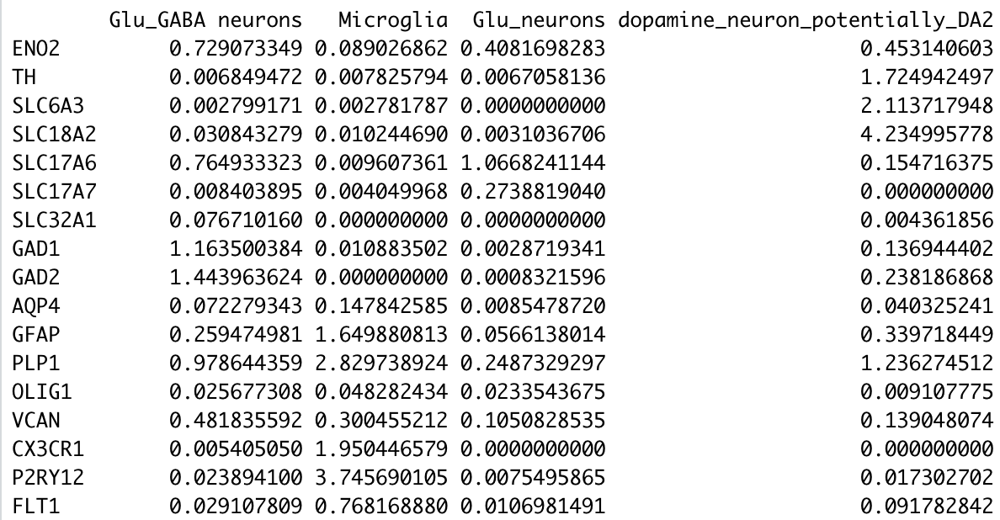 Glu_GABA neurons Microglia Glu_neurons dopamine_neuron_potentially_DA2
ENO2 0.729073349 0.089026862 0.4081698283 0.453140603
TH 0.006849472 0.007825794 0.0067058136 1.724942497
SLC6A3 0.002799171 0.002781787 0.0000000000 2.113717948
SLC18A2 0.030843279 0.010244690 0.0031036706 4.234995778
SLC17A6 0.764933323 0.009607361 1.0668241144 0.154716375
SLC17A7 0.008403895 0.004049968 0.2738819040 0.000000000
SLC32A1 0.076710160 0.000000000 0.0000000000 0.004361856
GAD1 1.163500384 0.010883502 0.0028719341 0.136944402
GAD2 1.443963624 0.000000000 0.0008321596 0.238186868
AQP4 0.072279343 0.147842585 0.0085478720 0.040325241
GFAP 0.259474981 1.649880813 0.0566138014 0.339718449
PLP1 0.978644359 2.829738924 0.2487329297 1.236274512
OLIG1 0.025677308 0.048282434 0.0233543675 0.009107775
VCAN 0.481835592 0.300455212 0.1050828535 0.139048074
CX3CR1 0.005405050 1.950446579 0.0000000000 0.000000000
P2RY12 0.023894100 3.745690105 0.0075495865 0.017302702
FLT1 0.029107809 0.768168880 0.0106981491 0.091782842